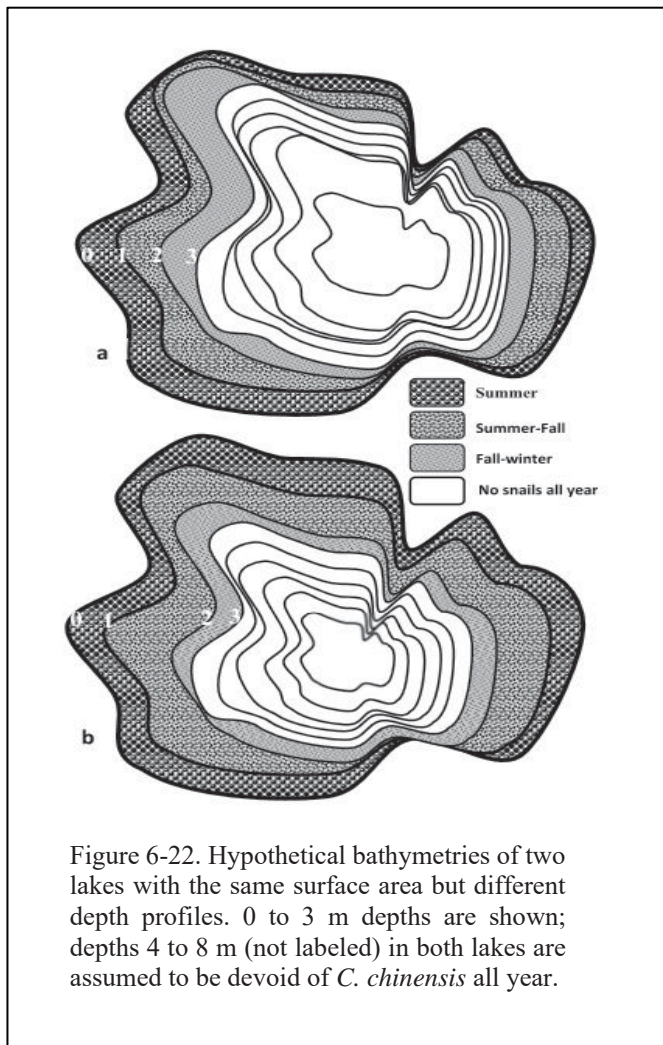 0 1 2 3
a
Summer
Summer-Fall
Fall-winter
No snails all year
0 1 2 3
b
Figure 6-22. Hypothetical bathymetries of two
lakes with the same surface area but different
depth profiles. 0 to 3 m depths are shown;
depths 4 to 8 m (not labeled) in both lakes are
assumed to be devoid of C. chinensis all year.